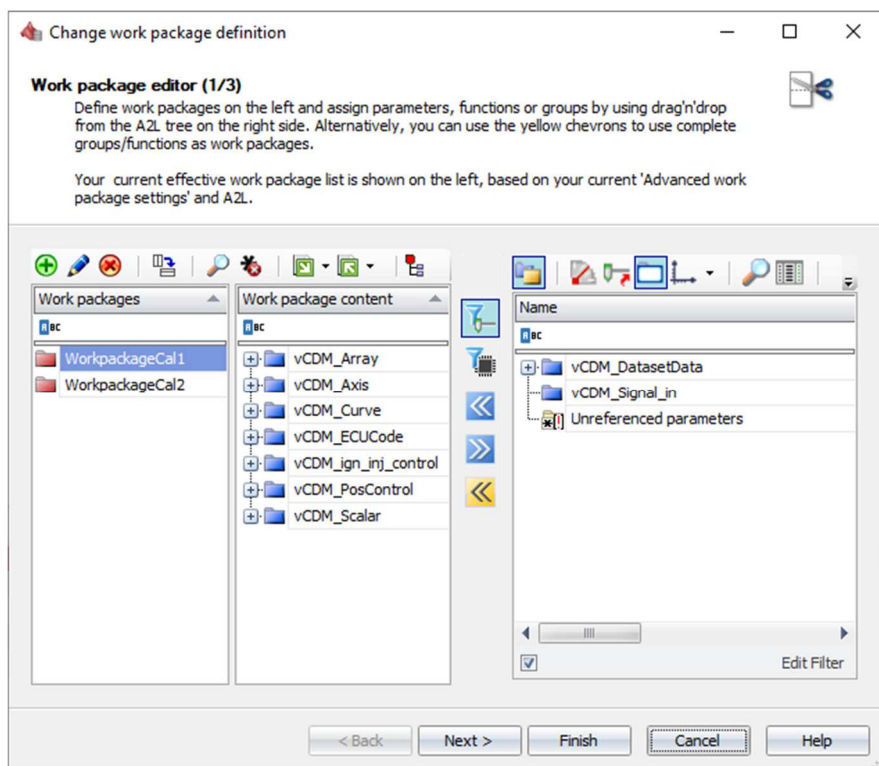 Change work package definition
Work package editor (1/3)
Define work packages on the left and assign parameters, functions or groups by using drag'n'drop
from the A2L tree on the right side. Alternatively, you can use the yellow chevrons to use complete
groups/functions as work packages.
Your current effective work package list is shown on the left, based on your current 'Advanced work
package settings' and A2L.
Work packages
ABC
WorkpackageCal1
WorkpackageCal2
Work package content
ABC
vCDM_Array
vCDM_Axis
vCDM_Curve
vCDM_ECUCode
vCDM_ign_inj_control
vCDM_PosControl
vCDM_Scalar
Name
ABC
vCDM_DatasetData
vCDM_Signal_in
Unreferenced parameters
Edit Filter
< Back
Next >
Finish
Cancel
Help